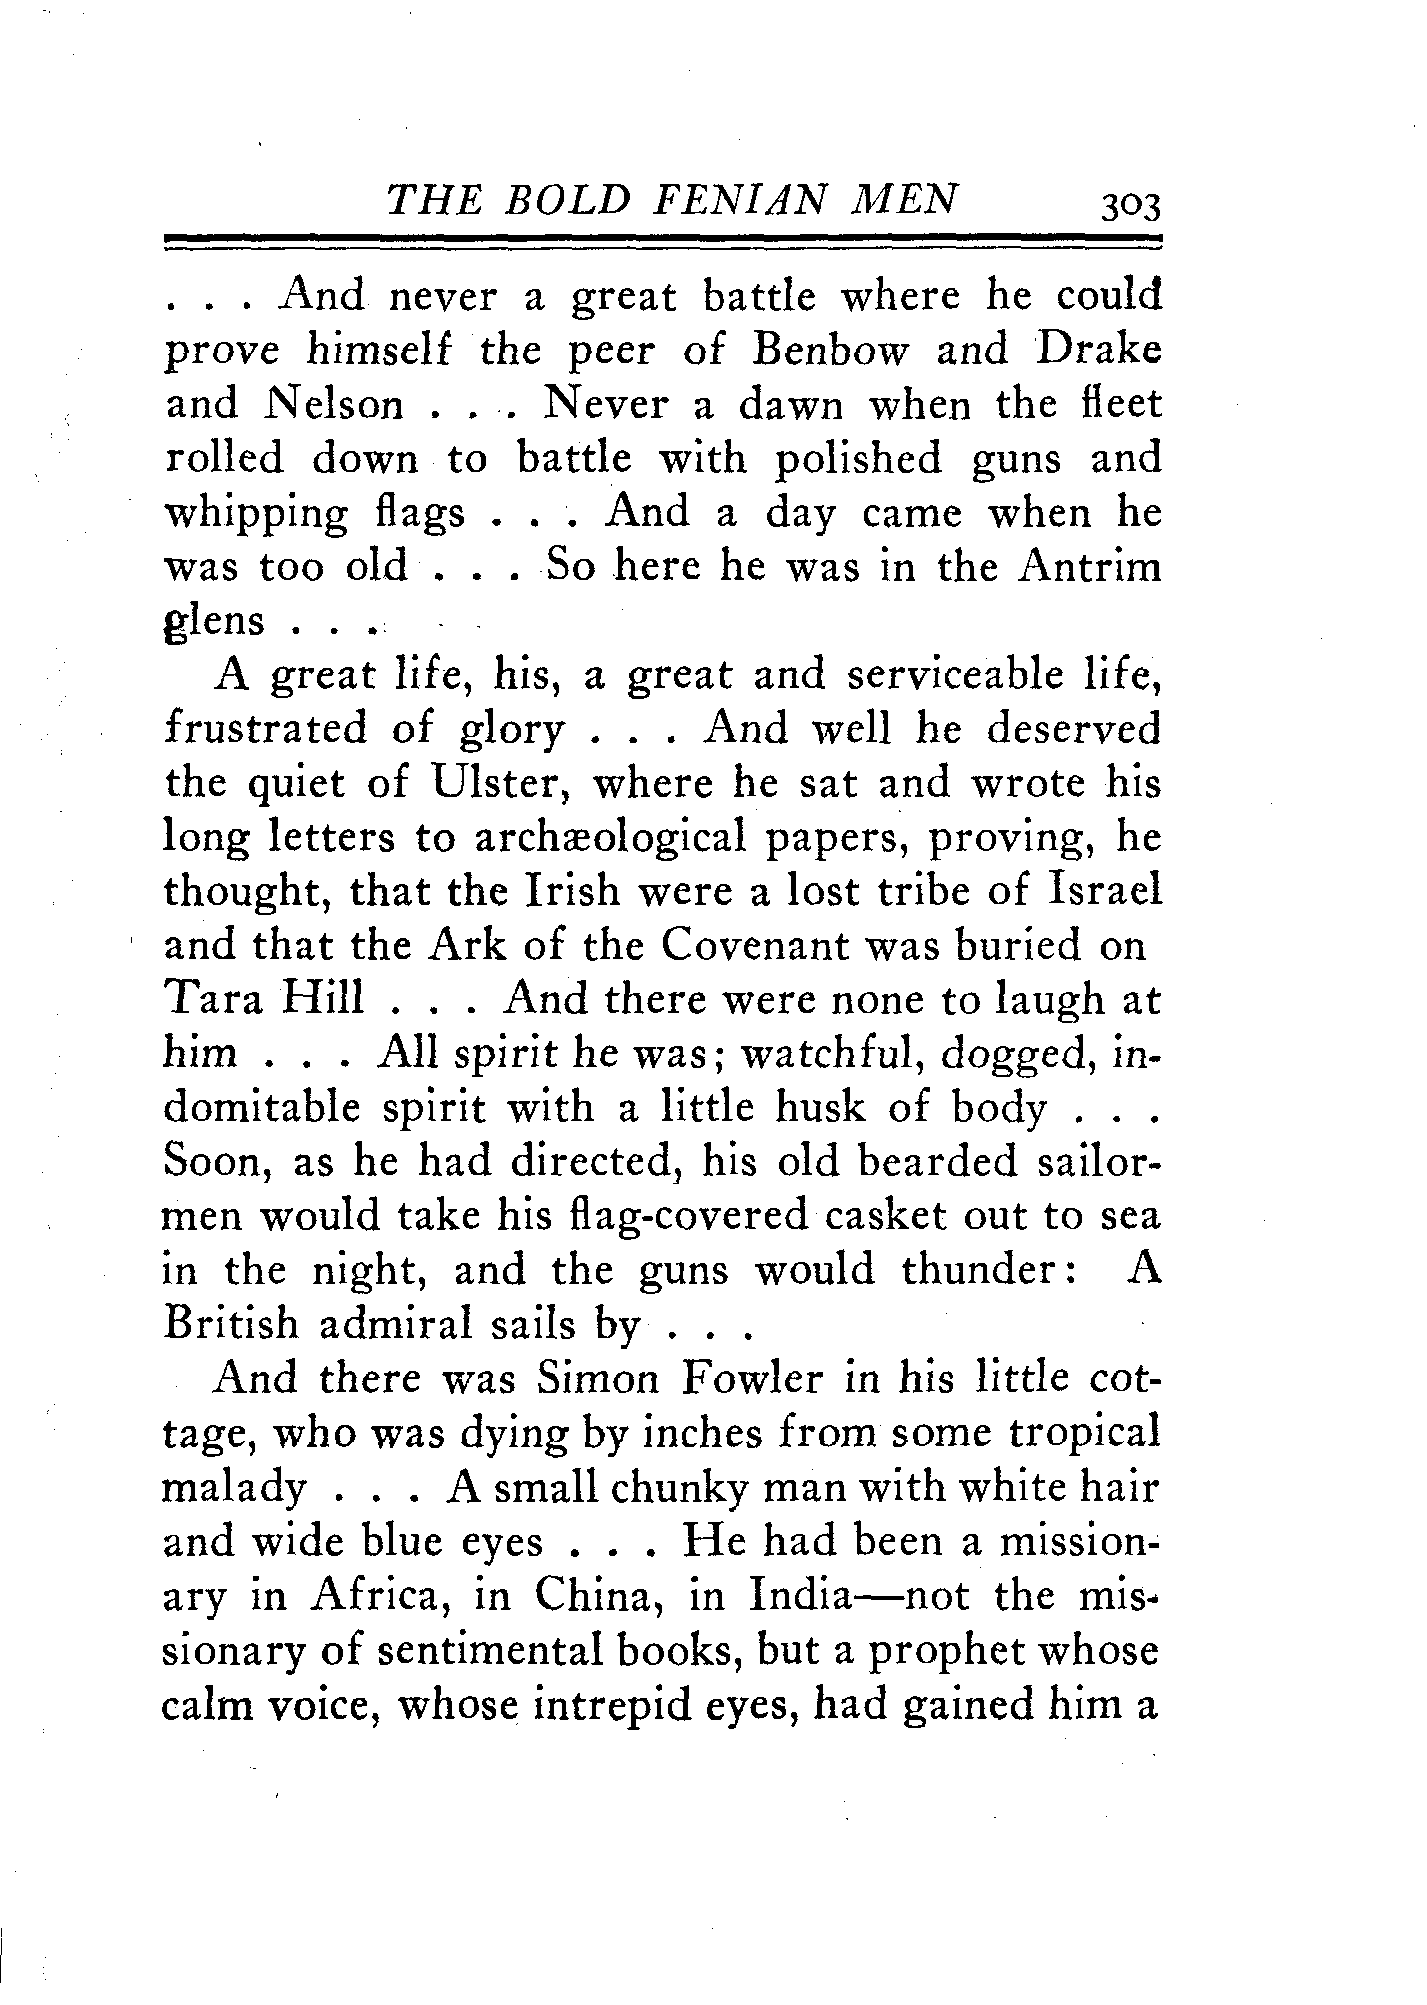 THE BOLD FENIAN MEN 303
. . . And never a great battle where he could
prove himself the peer of Benbow and Drake
and Nelson . . . Never a dawn when the fleet
rolled down to battle with polished guns and
whipping flags . . . And a day came when he
was too old . . . So here he was in the Antrim
glens . . .
A great life, his, a great and serviceable life,
frustrated of glory . . . And well he deserved
the quiet of Ulster, where he sat and wrote his
long letters to archæological papers, proving, he
thought, that the Irish were a lost tribe of Israel
and that the Ark of the Covenant was buried on
Tara Hill . . . And there were none to laugh at
him . . . All spirit he was; watchful, dogged, in-
domitable spirit with a little husk of body . . .
Soon, as he had directed, his old bearded sailor-
men would take his flag-covered casket out to sea
in the night, and the guns would thunder: A
British admiral sails by . . .
And there was Simon Fowler in his little cot-
tage, who was dying by inches from some tropical
malady . . . A small chunky man with white hair
and wide blue eyes . . . He had been a mission-
ary in Africa, in China, in India—not the mis-
sionary of sentimental books, but a prophet whose
calm voice, whose intrepid eyes, had gained him a